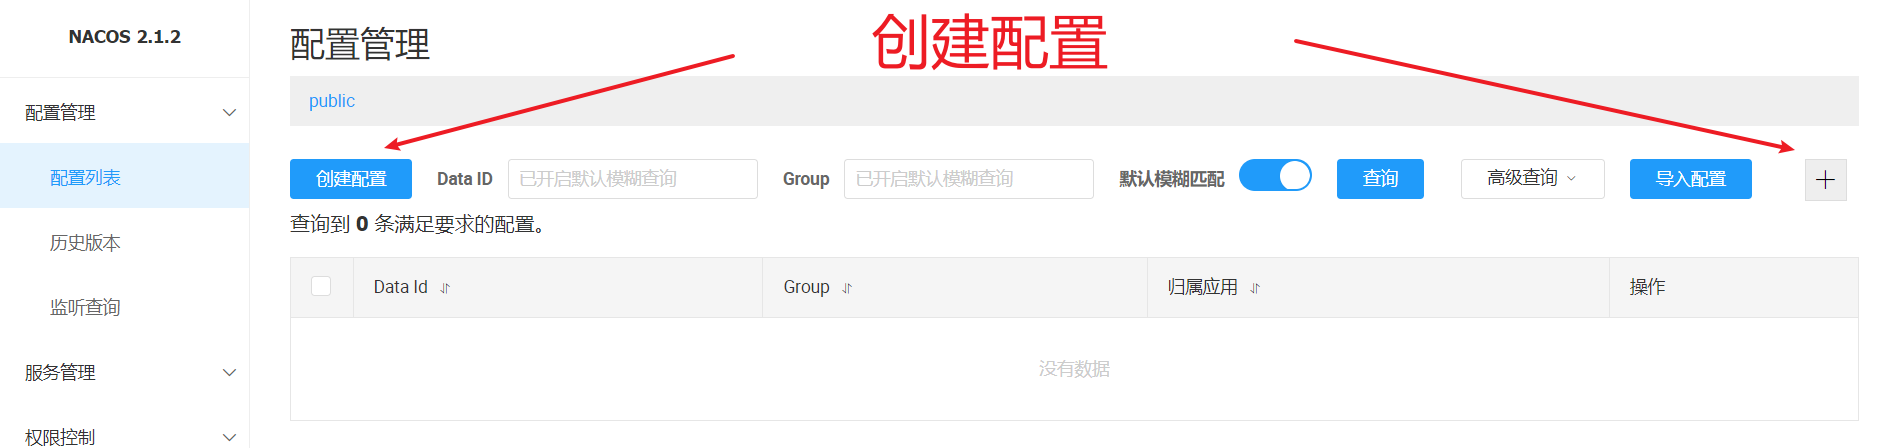 NACOS 2.1.2
配置管理
配置列表
历史版本
监听查询
服务管理
权限控制
配置管理
创建配置
public
创建配置 Data ID 已开启默认模糊查询 Group 已开启默认模糊查询 默认模糊匹配 查询 高级查询 导入配置
查询到 0 条满足要求的配置。
Data Id Group 归属应用 操作
没有数据